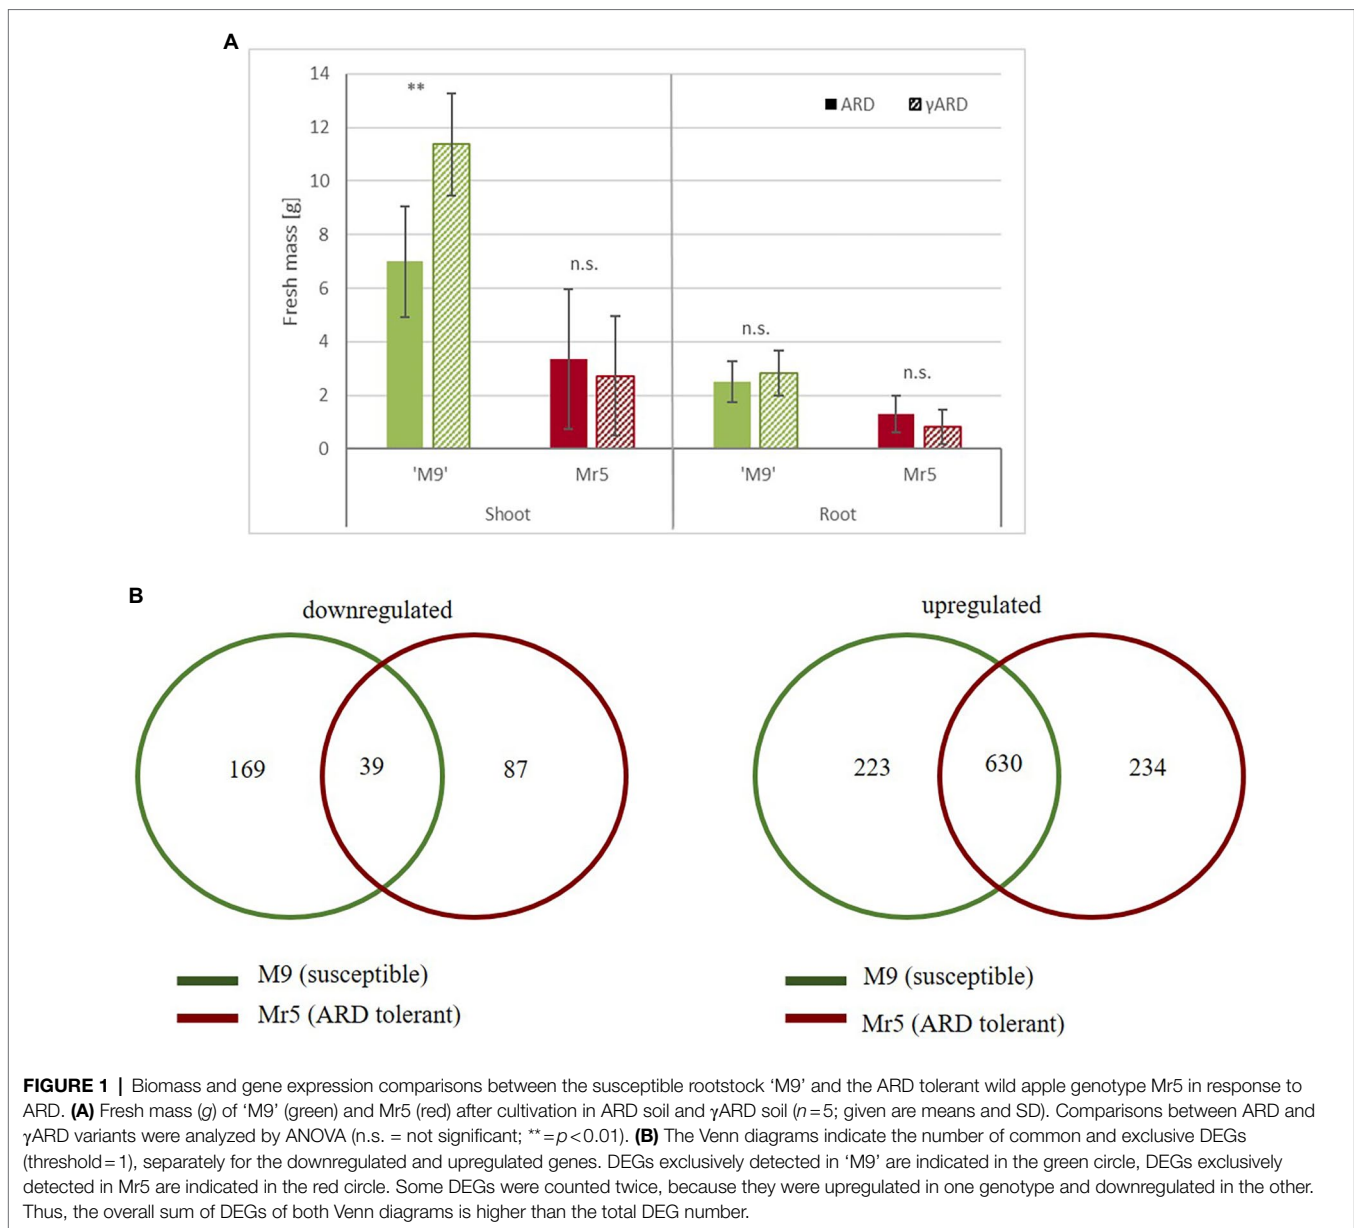 A
14
12
10
8
6
4
2
0
Fresh mass [g]
ARD γARD
**
n.s.
n.s.
n.s.
'M9' Mr5 'M9' Mr5
Shoot Root
B
downregulated upregulated
169 39 87 223 630 234
M9 (susceptible) M9 (susceptible)
Mr5 (ARD tolerant) Mr5 (ARD tolerant)
FIGURE 1 | Biomass and gene expression comparisons between the susceptible rootstock ‘M9’ and the ARD tolerant wild apple genotype Mr5 in response to
ARD. (A) Fresh mass (g) of ‘M9’ (green) and Mr5 (red) after cultivation in ARD soil and γARD soil (n=5; given are means and SD). Comparisons between ARD and
γARD variants were analyzed by ANOVA (n.s. = not significant; **=p<0.01). (B) The Venn diagrams indicate the number of common and exclusive DEGs
(threshold=1), separately for the downregulated and upregulated genes. DEGs exclusively detected in ‘M9’ are indicated in the green circle, DEGs exclusively
detected in Mr5 are indicated in the red circle. Some DEGs were counted twice, because they were upregulated in one genotype and downregulated in the other.
Thus, the overall sum of DEGs of both Venn diagrams is higher than the total DEG number.